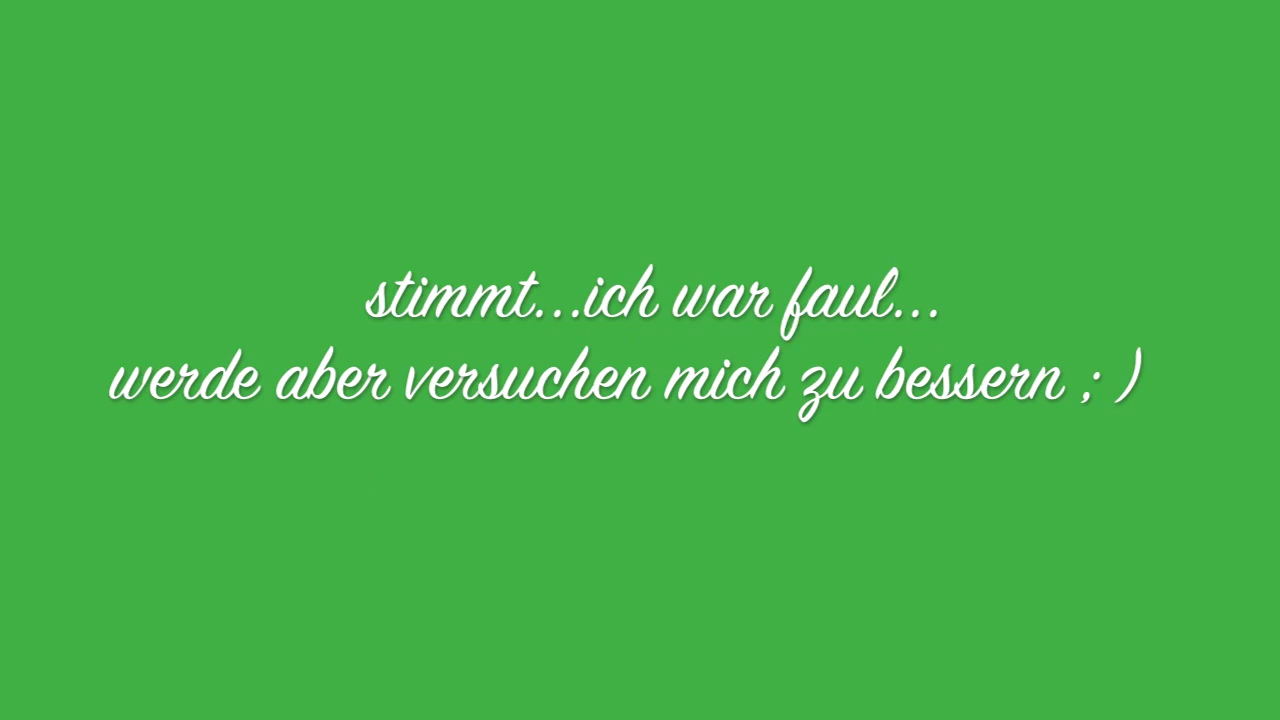 stimmt...ich war faul...
werde aber versuchen mich zu bessern ; )